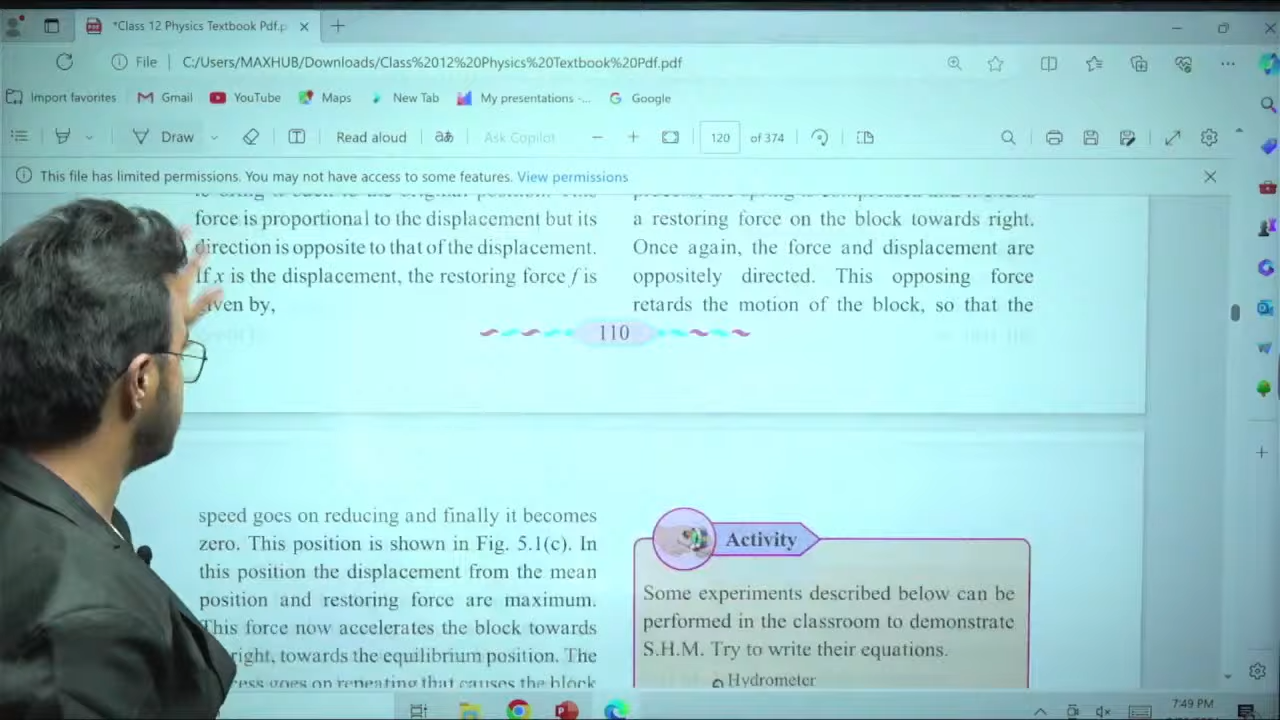 *Class 12 Physics Textbook Pdf.p
File
C:/Users/MAXHUB/Downloads/Class%2012%20Physics%20Textbook%20Pdf.pdf
Import favorites
Gmail
YouTube
Maps
New Tab
My presentations -...
Google
Draw
Read aloud
Ask Copilot
120 of 374
This file has limited permissions. You may not have access to some features. View permissions
force is proportional to the displacement but its
direction is opposite to that of the displacement.
If x is the displacement, the restoring force f is
given by,
a restoring force on the block towards right.
Once again, the force and displacement are
oppositely directed. This opposing force
retards the motion of the block, so that the
110
speed goes on reducing and finally it becomes
zero. This position is shown in Fig. 5.1(c). In
this position the displacement from the mean
position and restoring force are maximum.
This force now accelerates the block towards
right, towards the equilibrium position. The
goes on repeating that causes the block
Activity
Some experiments described below can be
performed in the classroom to demonstrate
S.H.M. Try to write their equations.
Hydrometer
7:49 PM